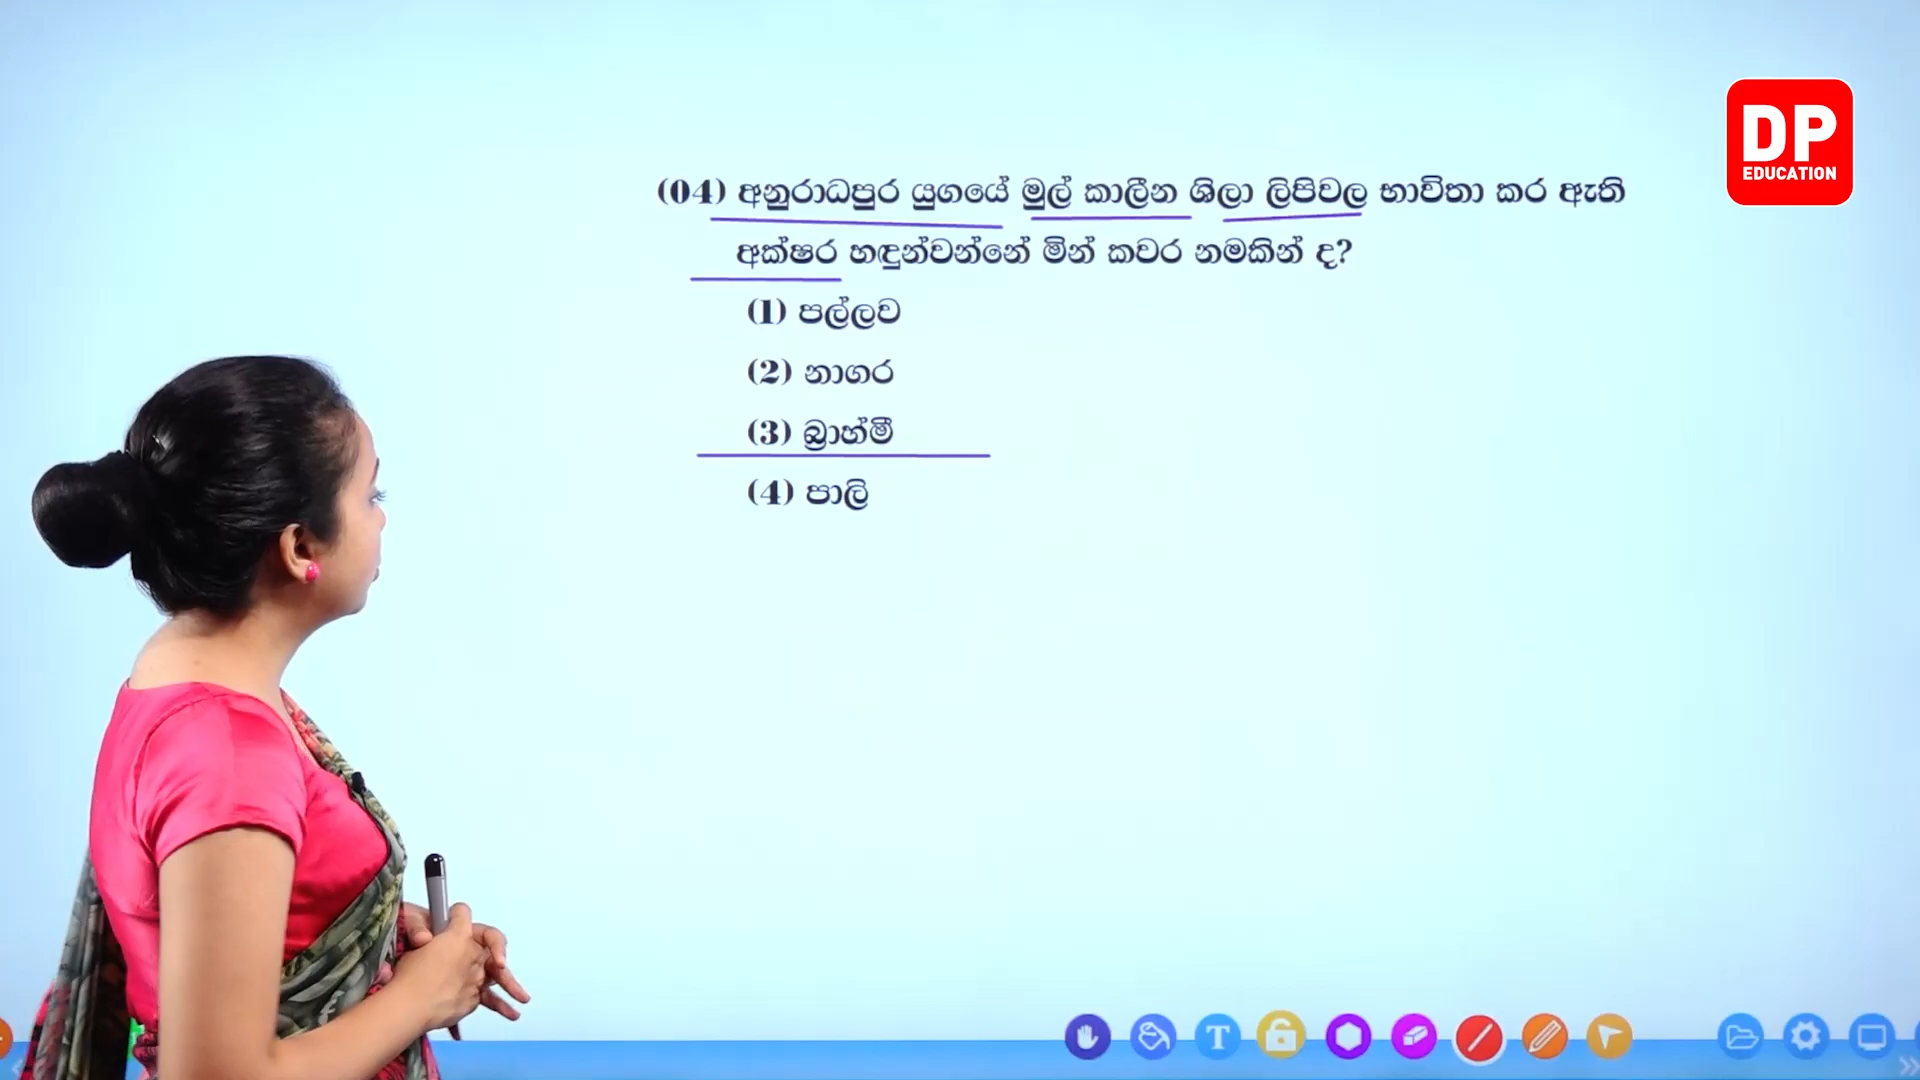 DP
EDUCATION
(04) අනුරාධපුර යුගයේ මුල් කාලීන ශිලා ලිපිවල භාවිතා කර ඇති
අක්ෂර හඳුන්වන්නේ මින් කවර නමකින් ද?
(1) පල්ලව
(2) නාගර
(3) බ්‍රාහ්මී
(4) පාලි
T